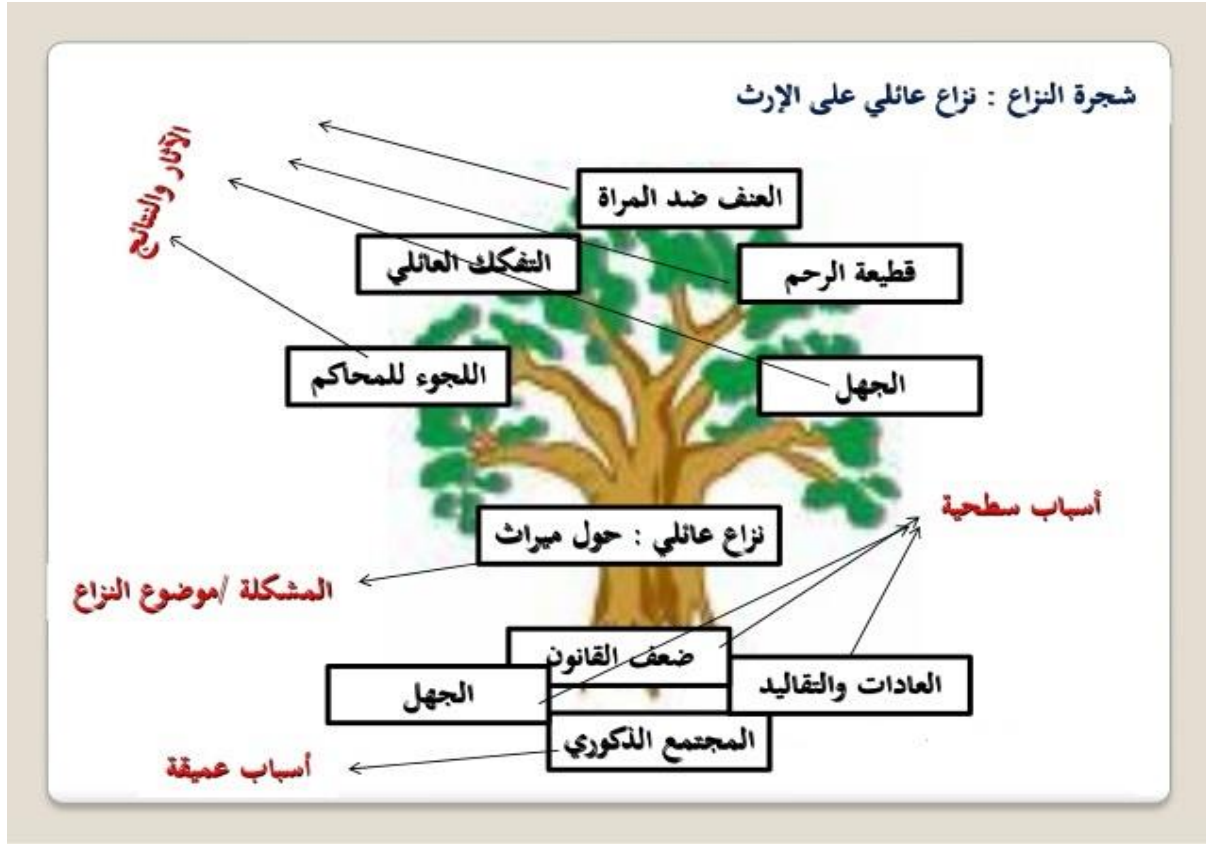 شجرة النزاع : نزاع عائلي على الإرث
الآثار والنتائج
العنف ضد المراة
التفكك العائلي
قطيعة الرحم
اللجوء للمحاكم
الجهل
أسباب سطحية
نزاع عائلي : حول ميراث
المشكلة /موضوع النزاع
ضعف القانون
العادات والتقاليد
الجهل
المجتمع الذكوري
أسباب عميقة